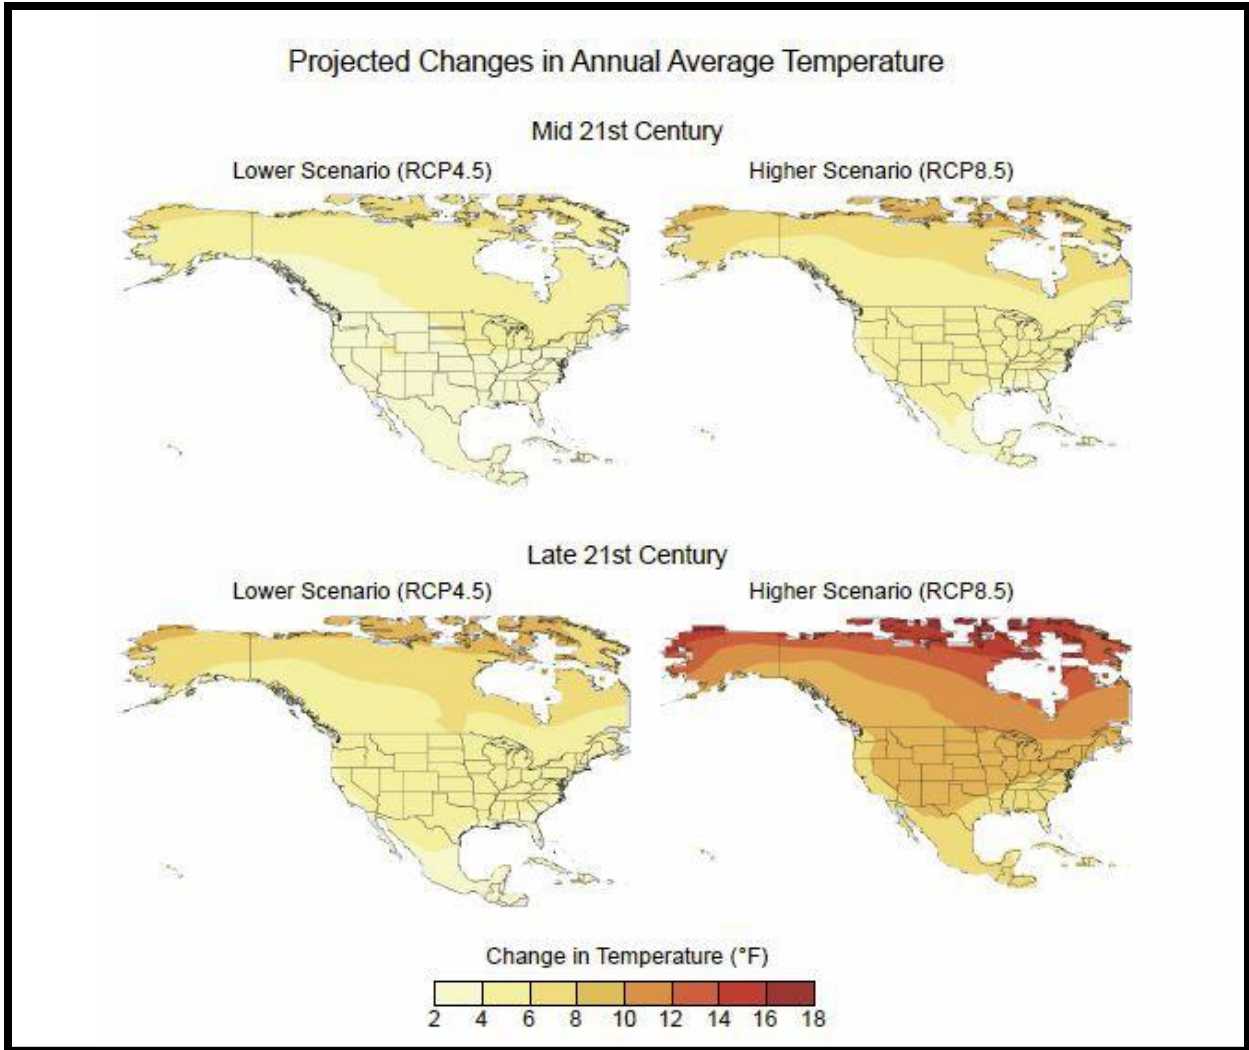 Projected Changes in Annual Average Temperature
Mid 21st Century
Lower Scenario (RCP4.5)
Higher Scenario (RCP8.5)
Late 21st Century
Lower Scenario (RCP4.5)
Higher Scenario (RCP8.5)
Change in Temperature (°F)
2 4 6 8 10 12 14 16 18